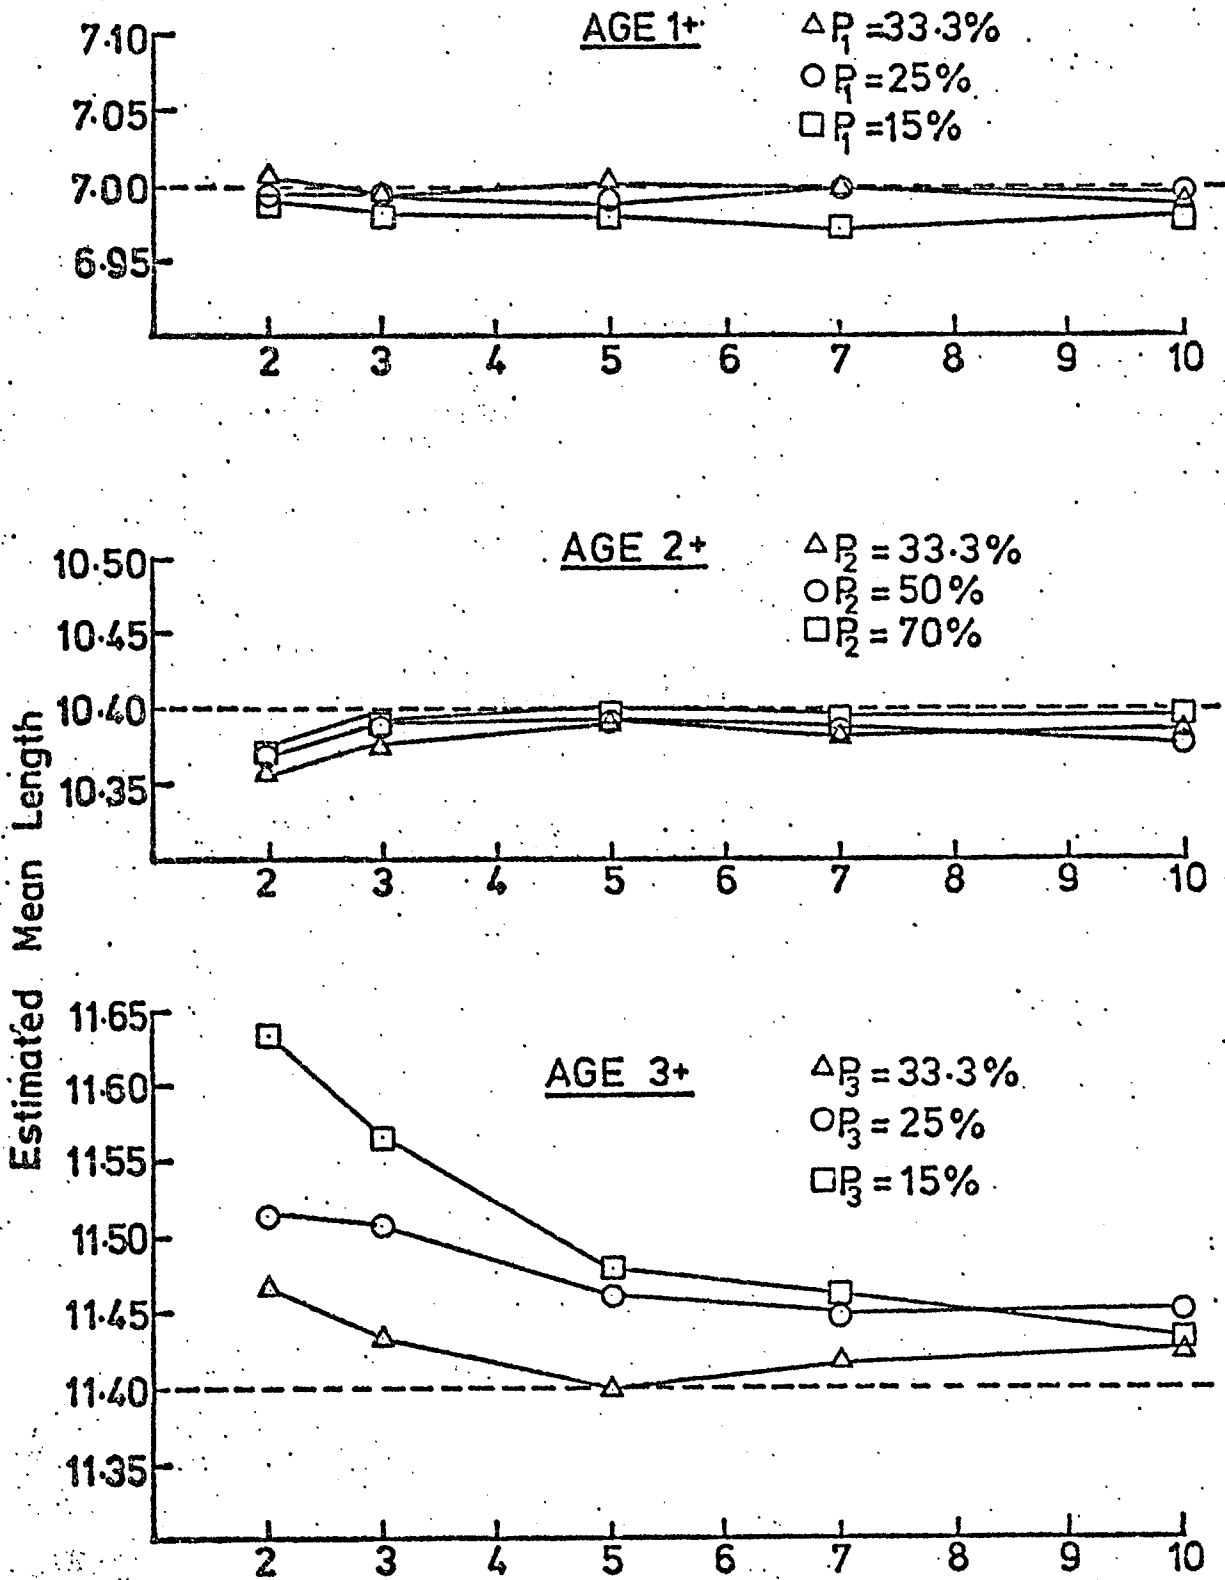 AGE 1+
△ P₁ = 33·3%
○ P₁ = 25%
□ P₁ = 15%
7·10
7·05
7·00
6·95
2 3 4 5 6 7 8 9 10
Estimated Mean Length
AGE 2+
△ P₂ = 33·3%
○ P₂ = 50%
□ P₂ = 70%
10·50
10·45
10·40
10·35
2 3 4 5 6 7 8 9 10
AGE 3+
△ P₃ = 33·3%
○ P₃ = 25%
□ P₃ = 15%
11·65
11·60
11·55
11·50
11·45
11·40
11·35
2 3 4 5 6 7 8 9 10